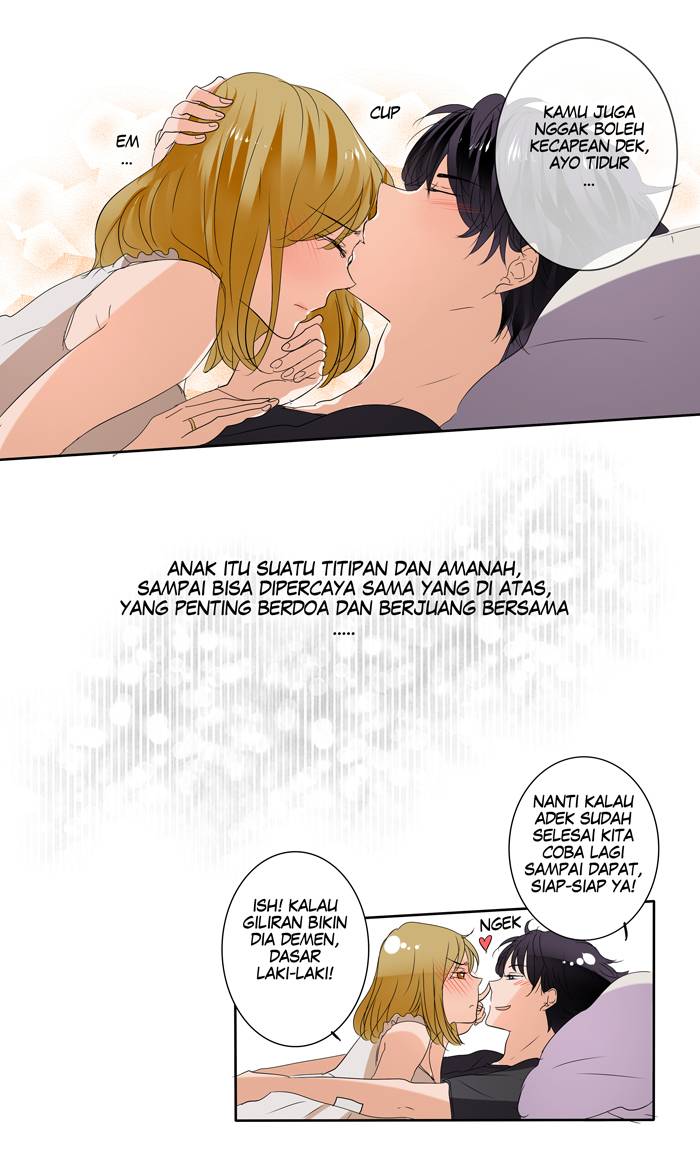 EM
...
CUP
KAMU JUGA
NGGAK BOLEH
KECAPEAN DEK,
AYO TIDUR
...
ANAK ITU SUATU TITIPAN DAN AMANAH,
SAMPAI BISA DIPERCAYA SAMA YANG DI ATAS,
YANG PENTING BERDOA DAN BERJUANG BERSAMA
.....
NANTI KALAU
ADEK SUDAH
SELESAI KITA
COBA LAGI
SAMPAI DAPAT,
SIAP-SIAP YA!
ISH! KALAU
GILIRAN BIKIN
DIA DEMEN,
DASAR
LAKI-LAKI!
NGEK